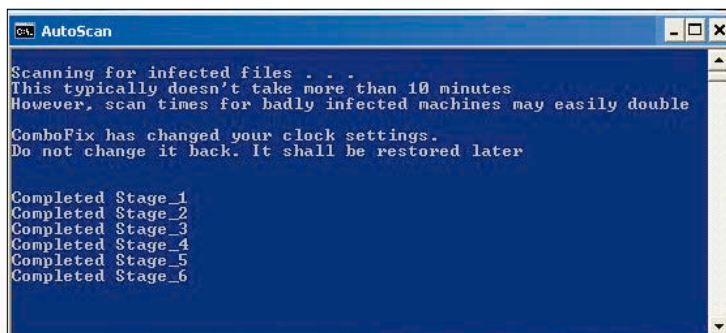 AutoScan
Scanning for infected files . . .
This typically doesn't take more than 10 minutes
However, scan times for badly infected machines may easily double
ComboFix has changed your clock settings.
Do not change it back. It shall be restored later
Completed Stage_1
Completed Stage_2
Completed Stage_3
Completed Stage_4
Completed Stage_5
Completed Stage_6